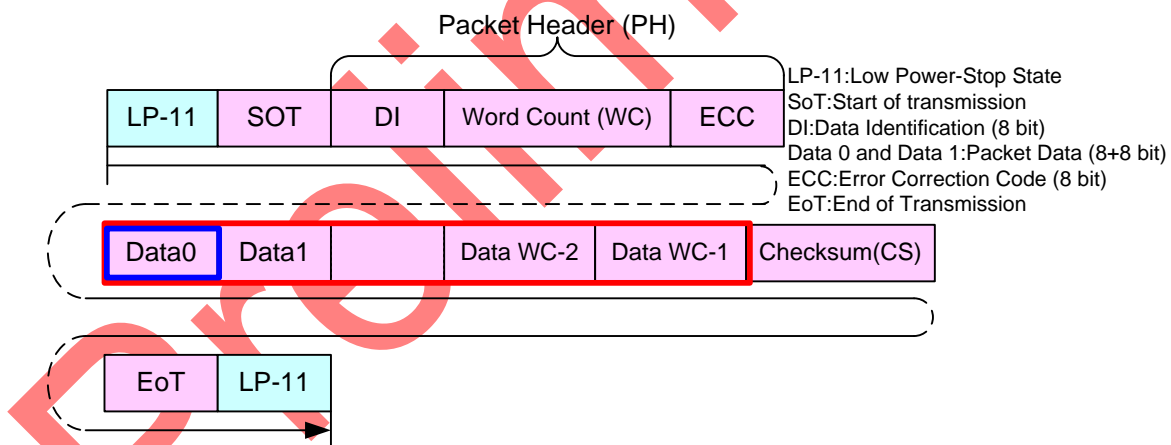 Packet Header (PH)
LP-11 SOT DI Word Count (WC) ECC
LP-11:Low Power-Stop State
SoT:Start of transmission
DI:Data Identification (8 bit)
Data 0 and Data 1:Packet Data (8+8 bit)
ECC:Error Correction Code (8 bit)
EoT:End of Transmission
Data0 Data1 Data WC-2 Data WC-1 Checksum(CS)
EoT LP-11